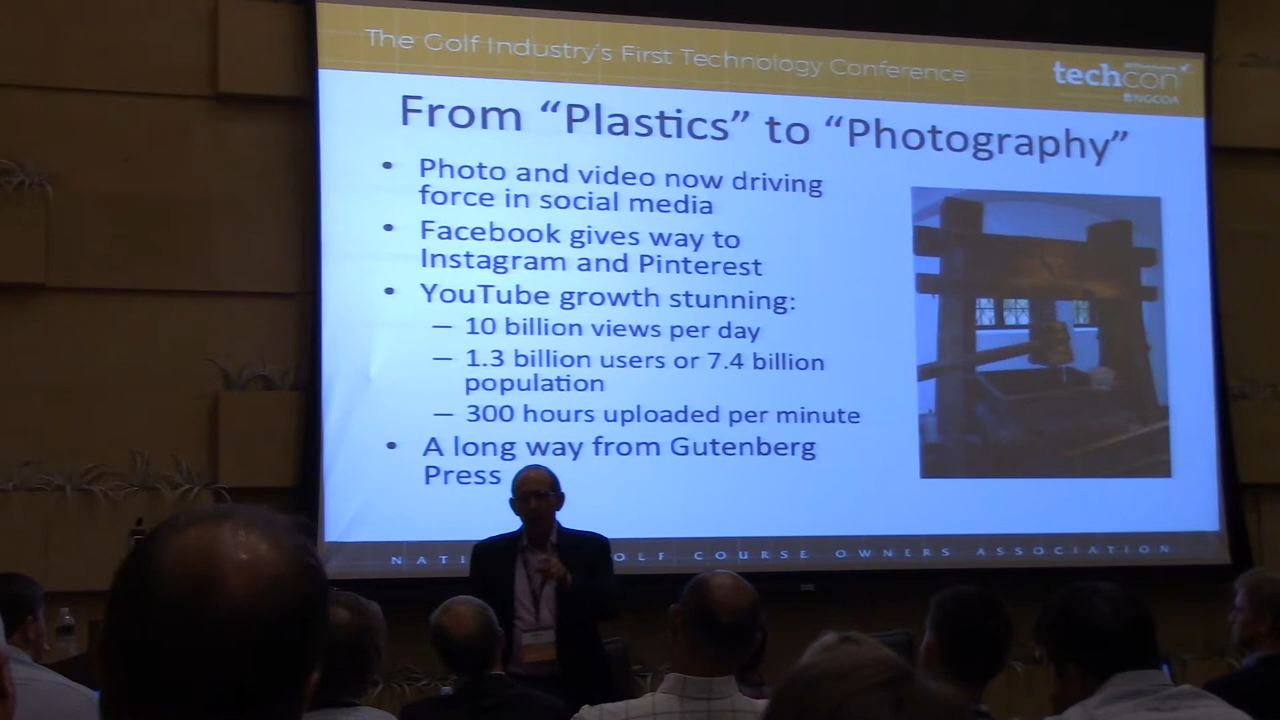 The Golf Industry's First Technology Conference
techcon
@NGCOA
From “Plastics” to “Photography”
• Photo and video now driving
force in social media
• Facebook gives way to
Instagram and Pinterest
• YouTube growth stunning:
— 10 billion views per day
— 1.3 billion users or 7.4 billion
population
— 300 hours uploaded per minute
• A long way from Gutenberg
Press
NATI OLF COURSE OWNERS ASSOCIATION